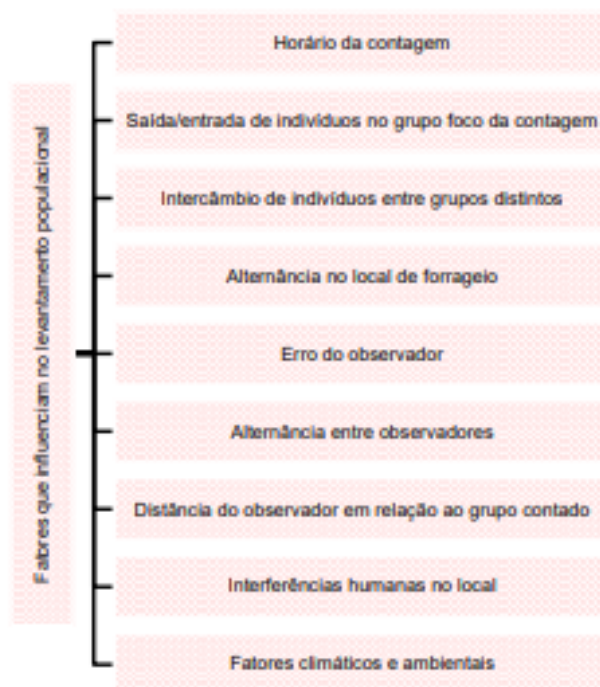 Fatores que influenciam no levantamento populacional
Horário da contagem
Saída/entrada de indivíduos no grupo foco da contagem
Intercâmbio de indivíduos entre grupos distintos
Alternância no local de forrageio
Erro do observador
Alternância entre observadores
Distância do observador em relação ao grupo contado
Interferências humanas no local
Fatores climáticos e ambientais